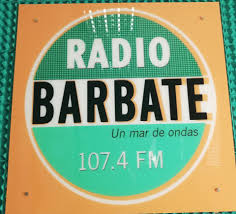 RADIO
BARBATE
Un mar de ondas
107.4 FM